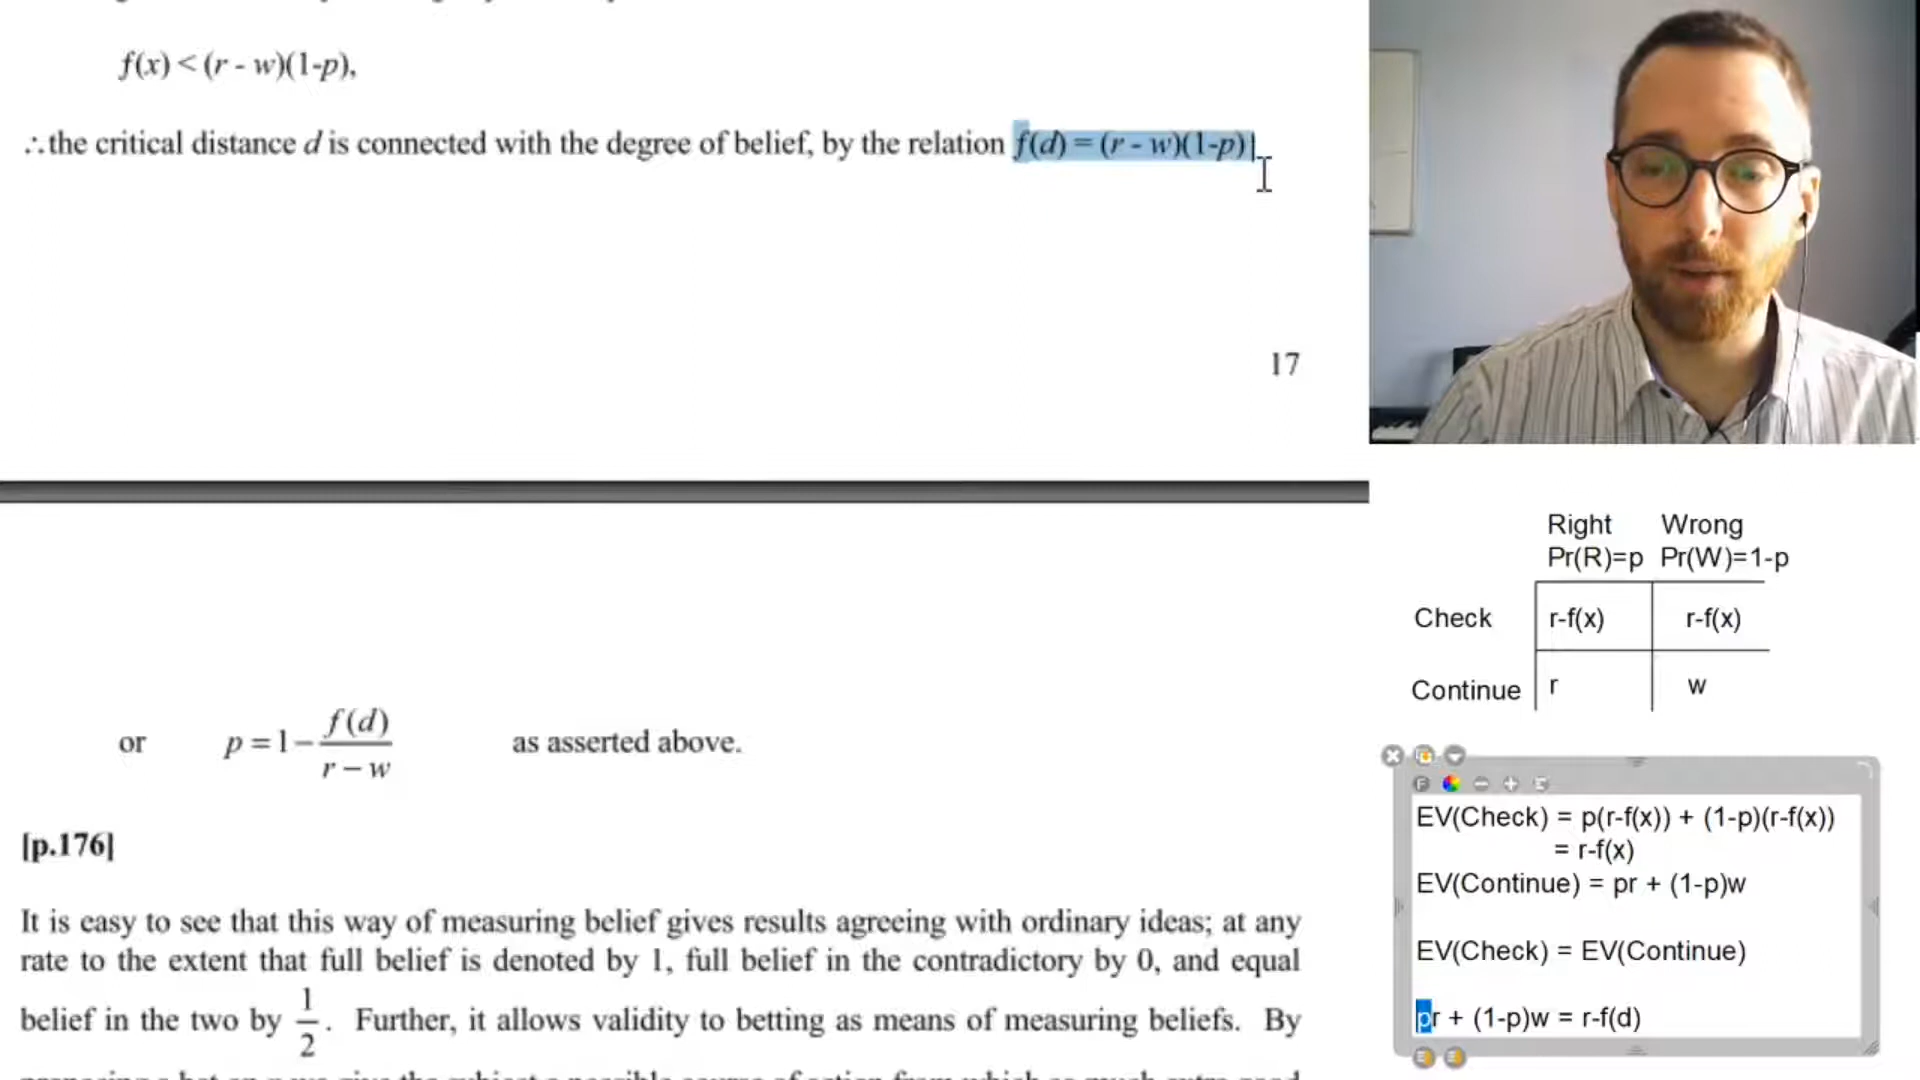 f(x) < (r - w)(1-p),
∴ the critical distance d is connected with the degree of belief, by the relation f(d) = (r - w)(1-p)
17
or p = 1 – f(d) / r – w as asserted above.
[p.176]
It is easy to see that this way of measuring belief gives results agreeing with ordinary ideas; at any
rate to the extent that full belief is denoted by 1, full belief in the contradictory by 0, and equal
belief in the two by 1/2. Further, it allows validity to betting as means of measuring beliefs. By
Right Wrong
Pr(R)=p Pr(W)=1-p
Check r-f(x) r-f(x)
Continue r w
EV(Check) = p(r-f(x)) + (1-p)(r-f(x))
= r-f(x)
EV(Continue) = pr + (1-p)w
EV(Check) = EV(Continue)
pr + (1-p)w = r-f(d)